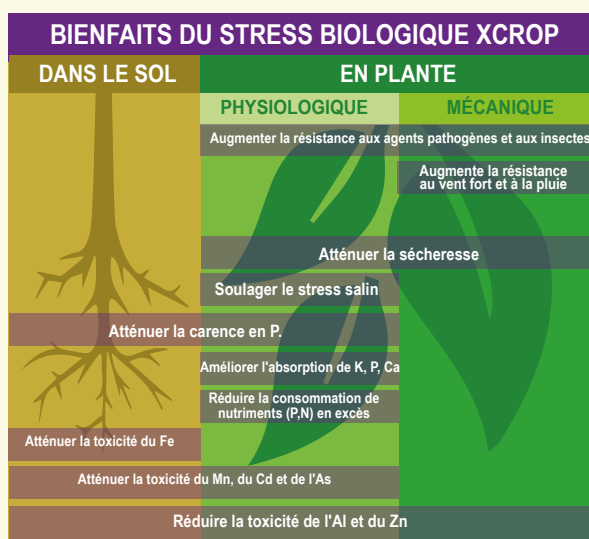 BIENFAITS DU STRESS BIOLOGIQUE XCROP
DANS LE SOL
EN PLANTE
PHYSIOLOGIQUE
MÉCANIQUE
Augmenter la résistance aux agents pathogènes et aux insectes
Augmente la résistance
au vent fort et à la pluie
Atténuer la sécheresse
Soulager le stress salin
Atténuer la carence en P.
Améliorer l'absorption de K, P, Ca
Réduire la consommation de
nutriments (P,N) en excès
Atténuer la toxicité du Fe
Atténuer la toxicité du Mn, du Cd et de l'As
Réduire la toxicité de l'Al et du Zn